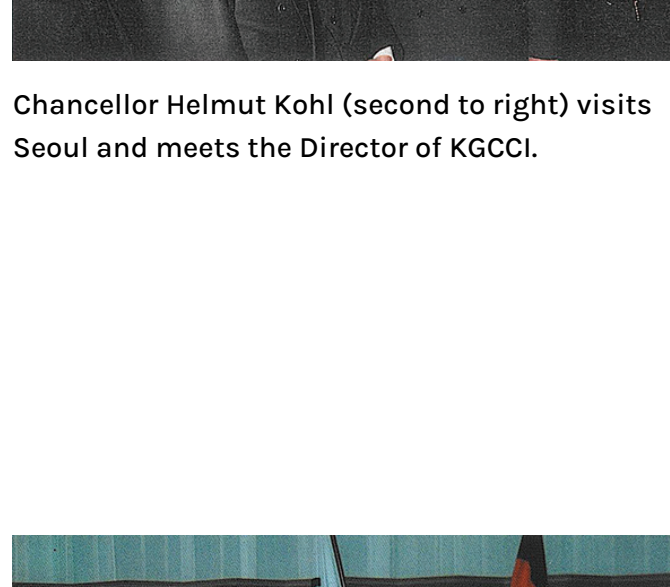 Chancellor Helmut Kohl (second to right) visits
Seoul and meets the Director of KGCCI.